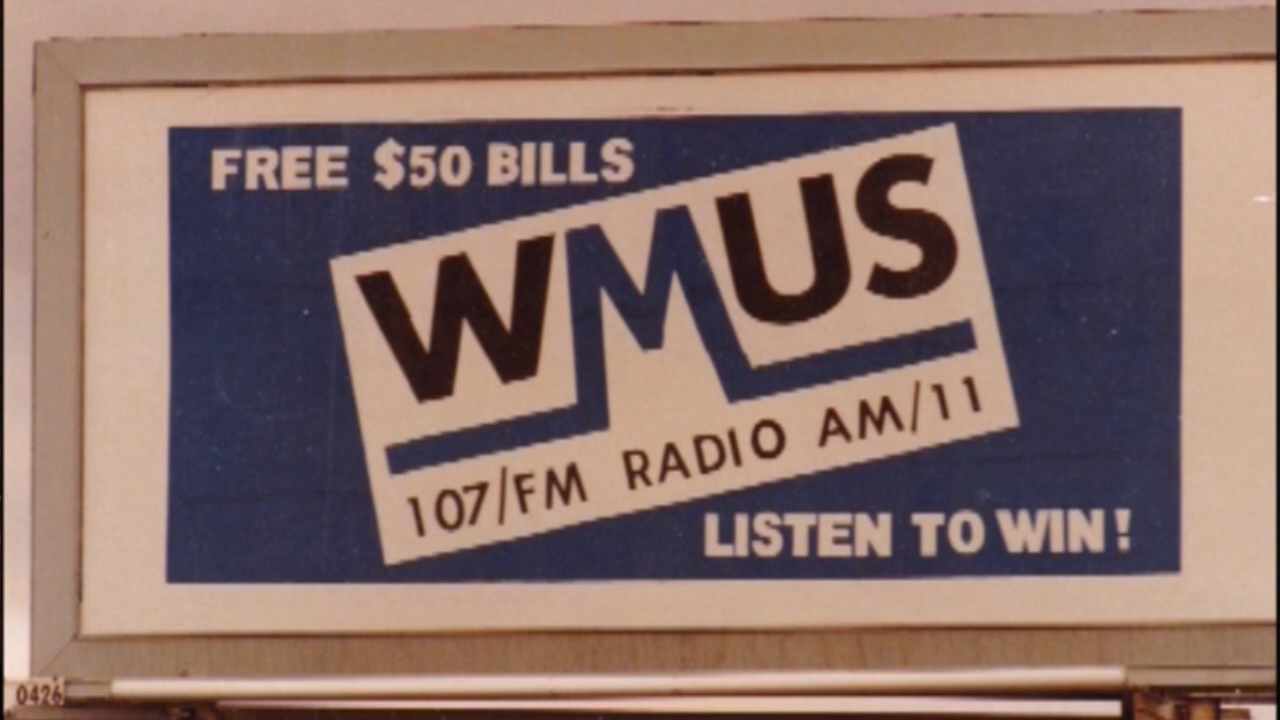 FREE $50 BILLS
WMUS
107/FM RADIO AM/11
LISTEN TO WIN!
0426